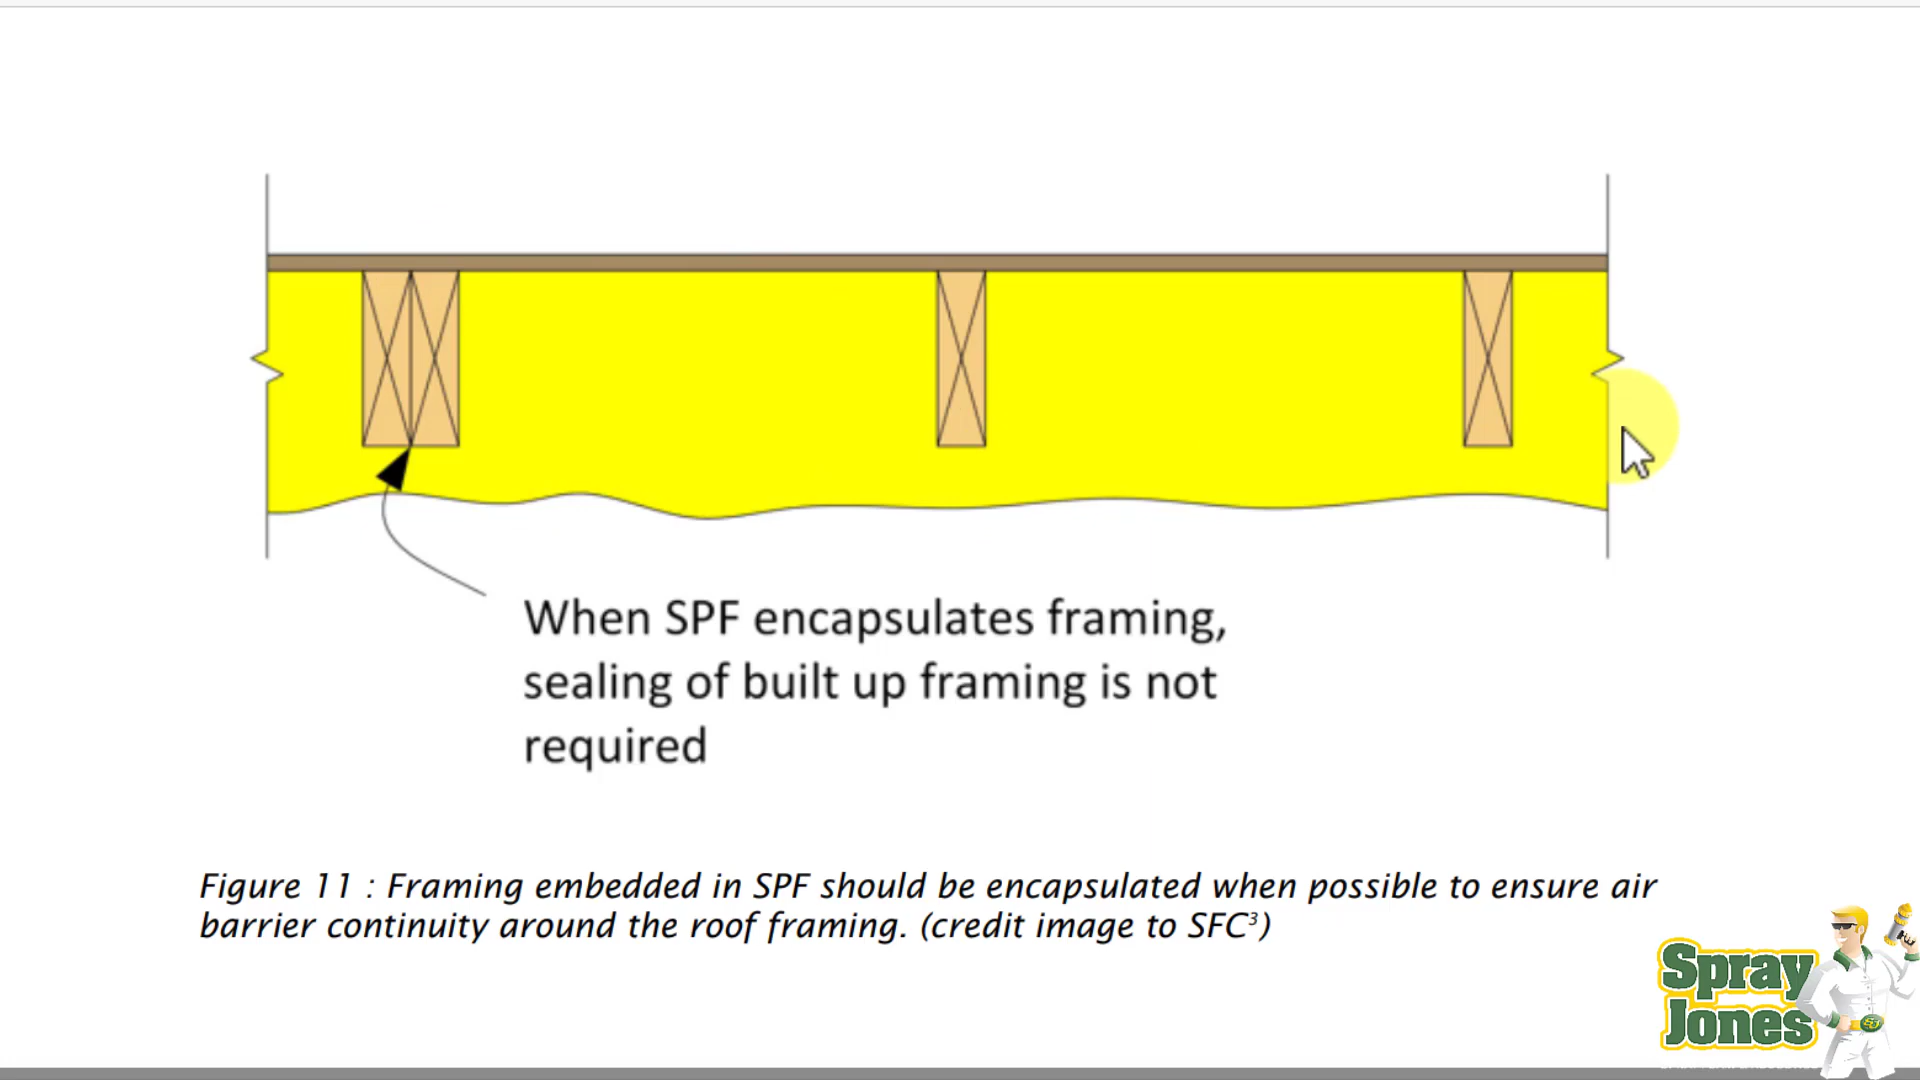 When SPF encapsulates framing,
sealing of built up framing is not
required
Figure 11 : Framing embedded in SPF should be encapsulated when possible to ensure air
barrier continuity around the roof framing. (credit image to SFC³)
Spray
Jones